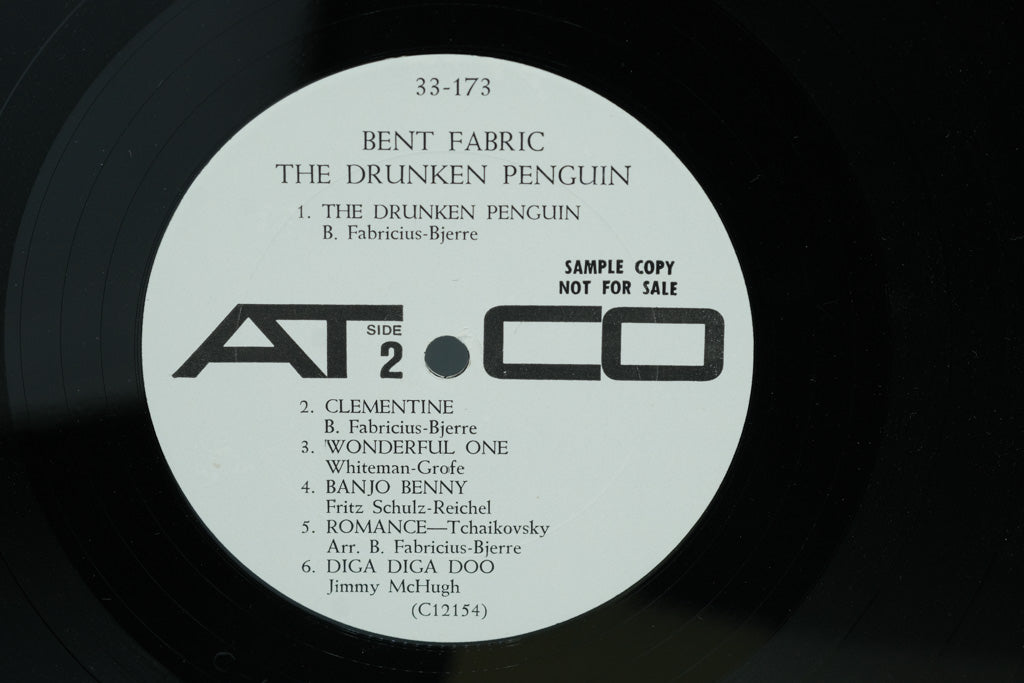 33-173
BENT FABRIC
THE DRUNKEN PENGUIN
1. THE DRUNKEN PENGUIN
B. Fabricius-Bjerre
SAMPLE COPY
NOT FOR SALE
ATCO
SIDE
2
2. CLEMENTINE
B. Fabricius-Bjerre
3. WONDERFUL ONE
Whiteman-Grofe
4. BANJO BENNY
Fritz Schulz-Reichel
5. ROMANCE—Tchaikovsky
Arr. B. Fabricius-Bjerre
6. DIGA DIGA DOO
Jimmy McHugh
(C12154)